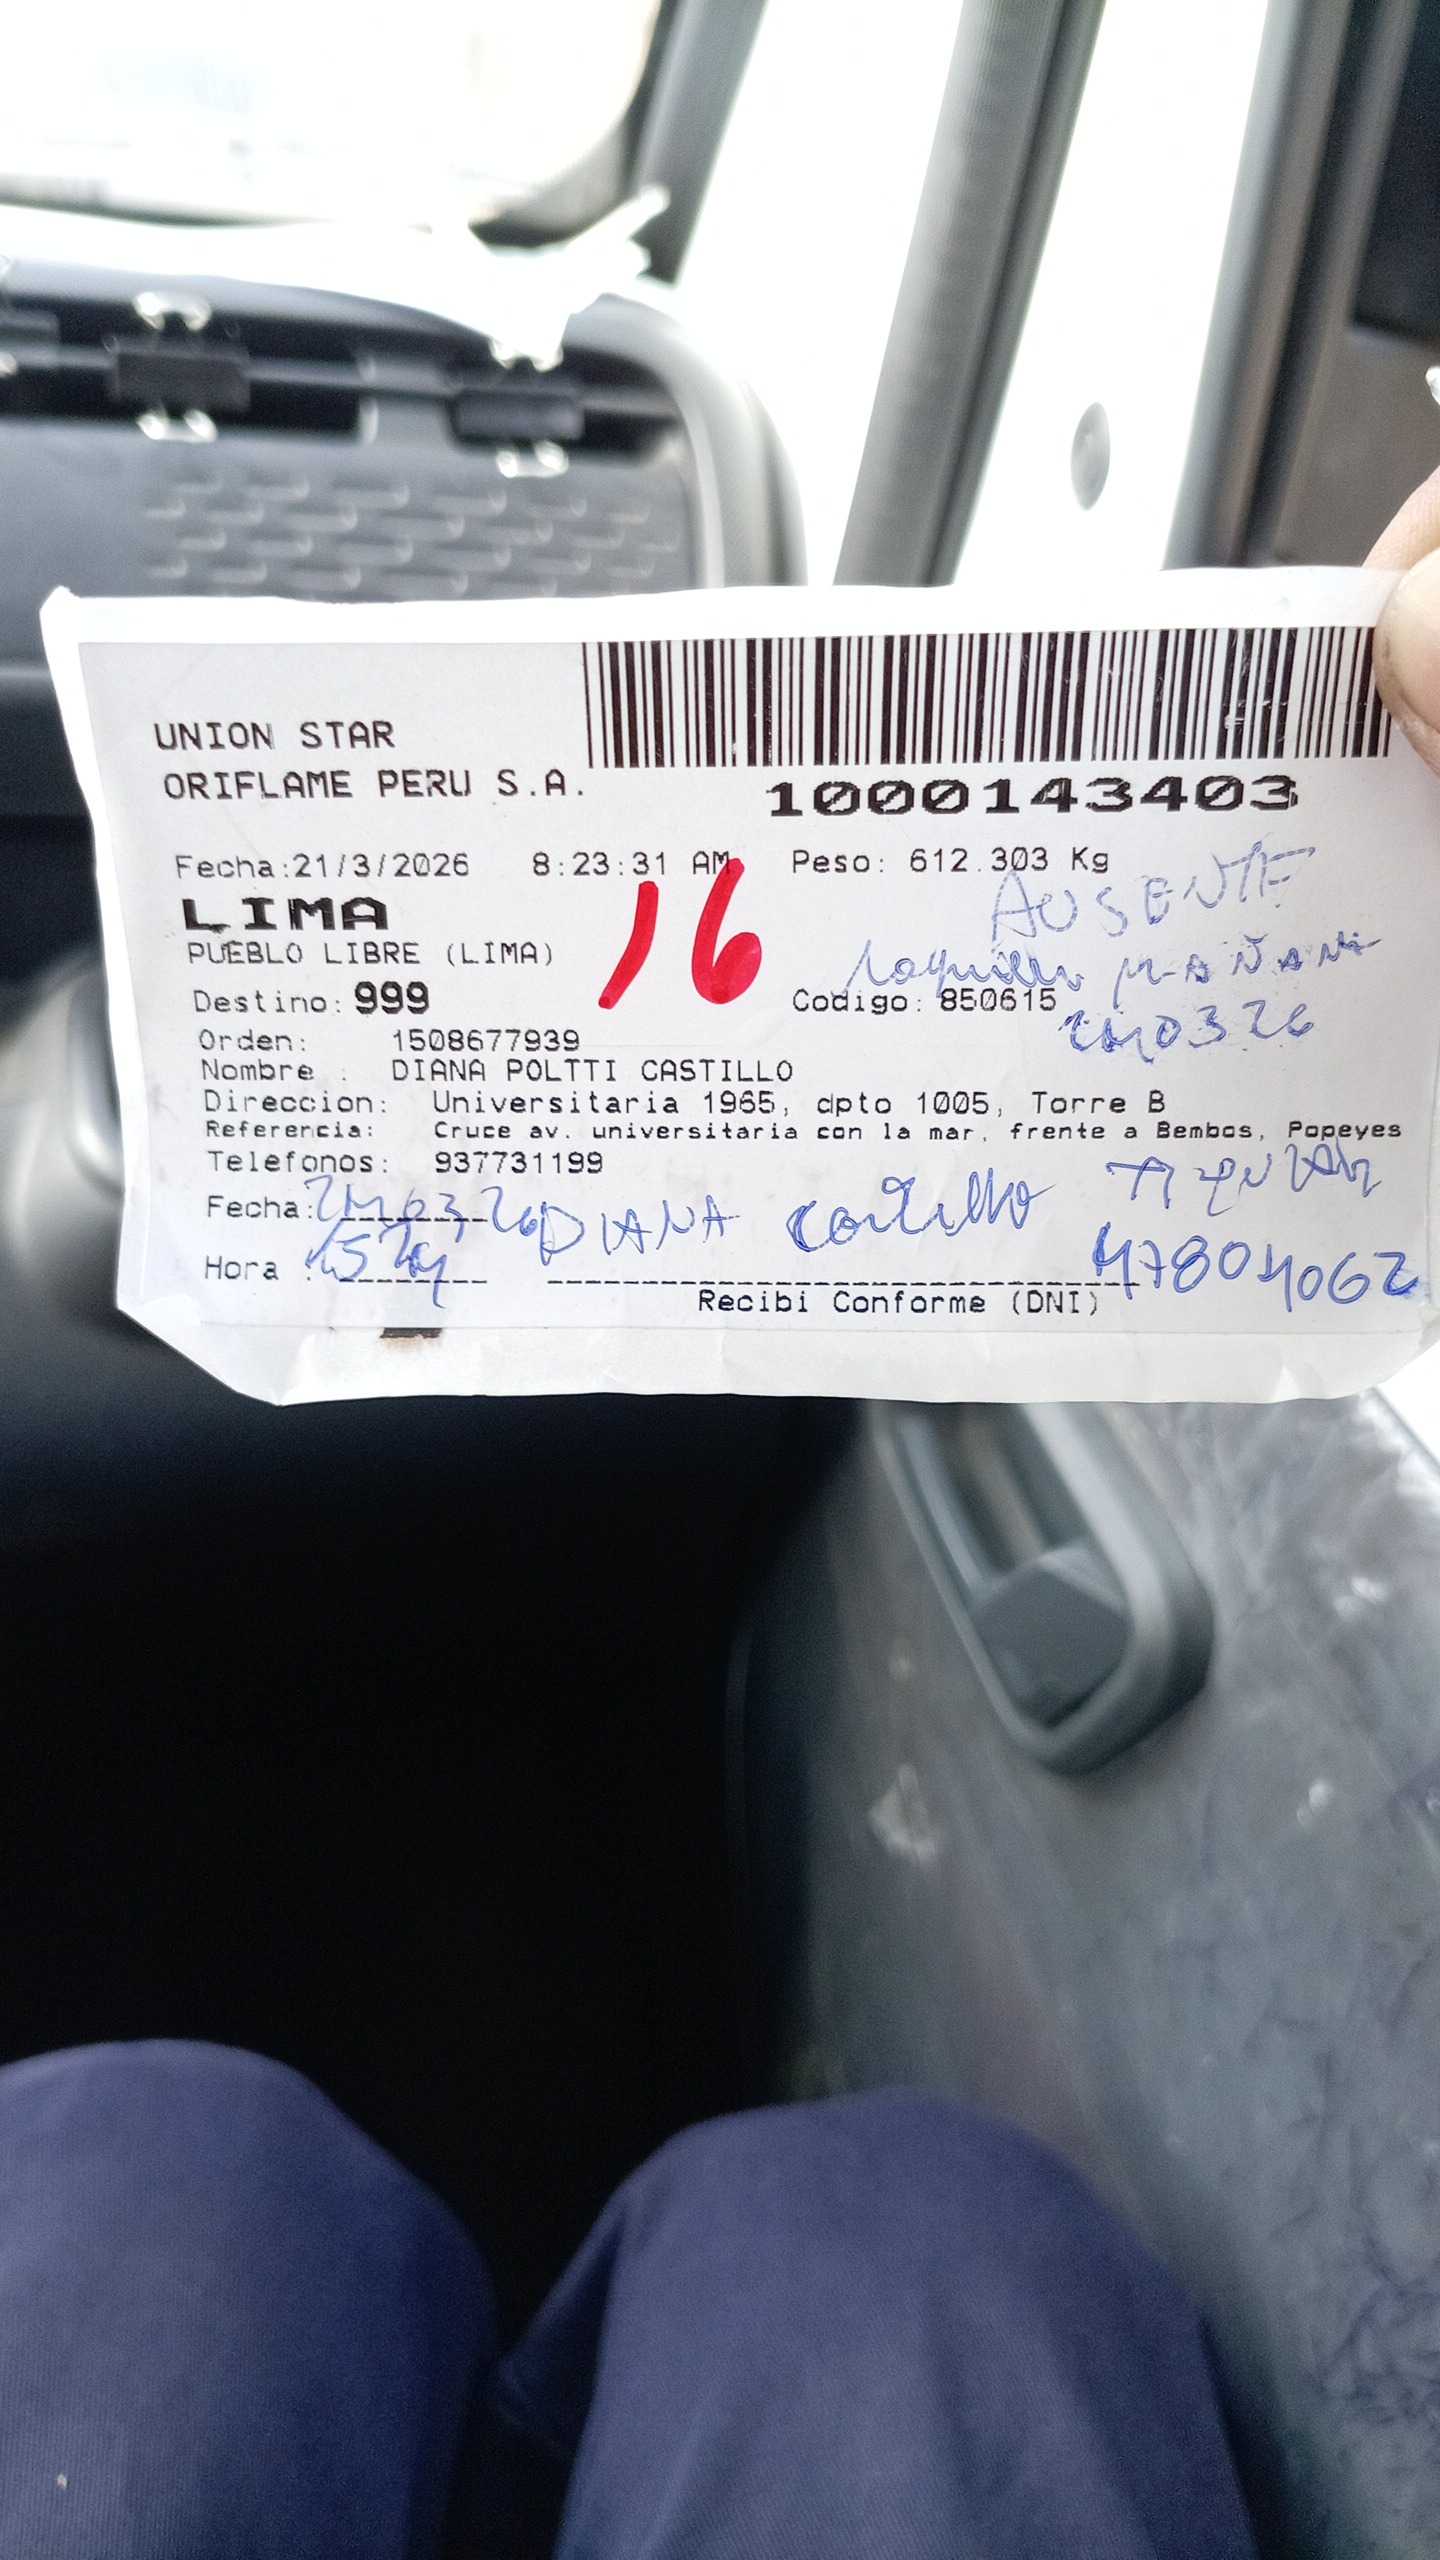 UNION STAR
ORIFLAME PERU S.A.
1000143403
Fecha:21/3/2026 8:23:31 AM Peso: 612.303 Kg
16
AUSENTE
LIMA
PUEBLO LIBRE (LIMA)
MAÑANA
Destino: 999 Codigo: 850615
Orden: 1508677939
Nombre : DIANA POLTTI CASTILLO
Direccion: Universitaria 1965, dpto 1005, Torre B
Referencia: Cruce av. universitaria con la mar, frente a Bembos, Popeyes
Telefonos: 937731199
Fecha:
DIANA Castillo
Hora :
47804062
Recibi Conforme (DNI)